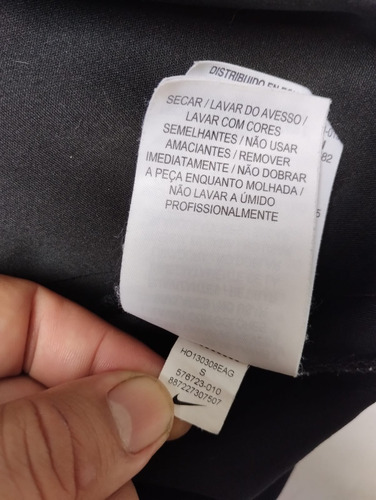 DISTRIBUIDO EN
SECAR / LAVAR DO AVESSO /
LAVAR COM CORES
SEMELHANTES / NÃO USAR
AMACIANTES / REMOVER
IMEDIATAMENTE / NÃO DOBRAR
A PEÇA ENQUANTO MOLHADA /
NÃO LAVAR A ÚMIDO
PROFISSIONALMENTE
HO130308EAG
S
576723-010
887227307507